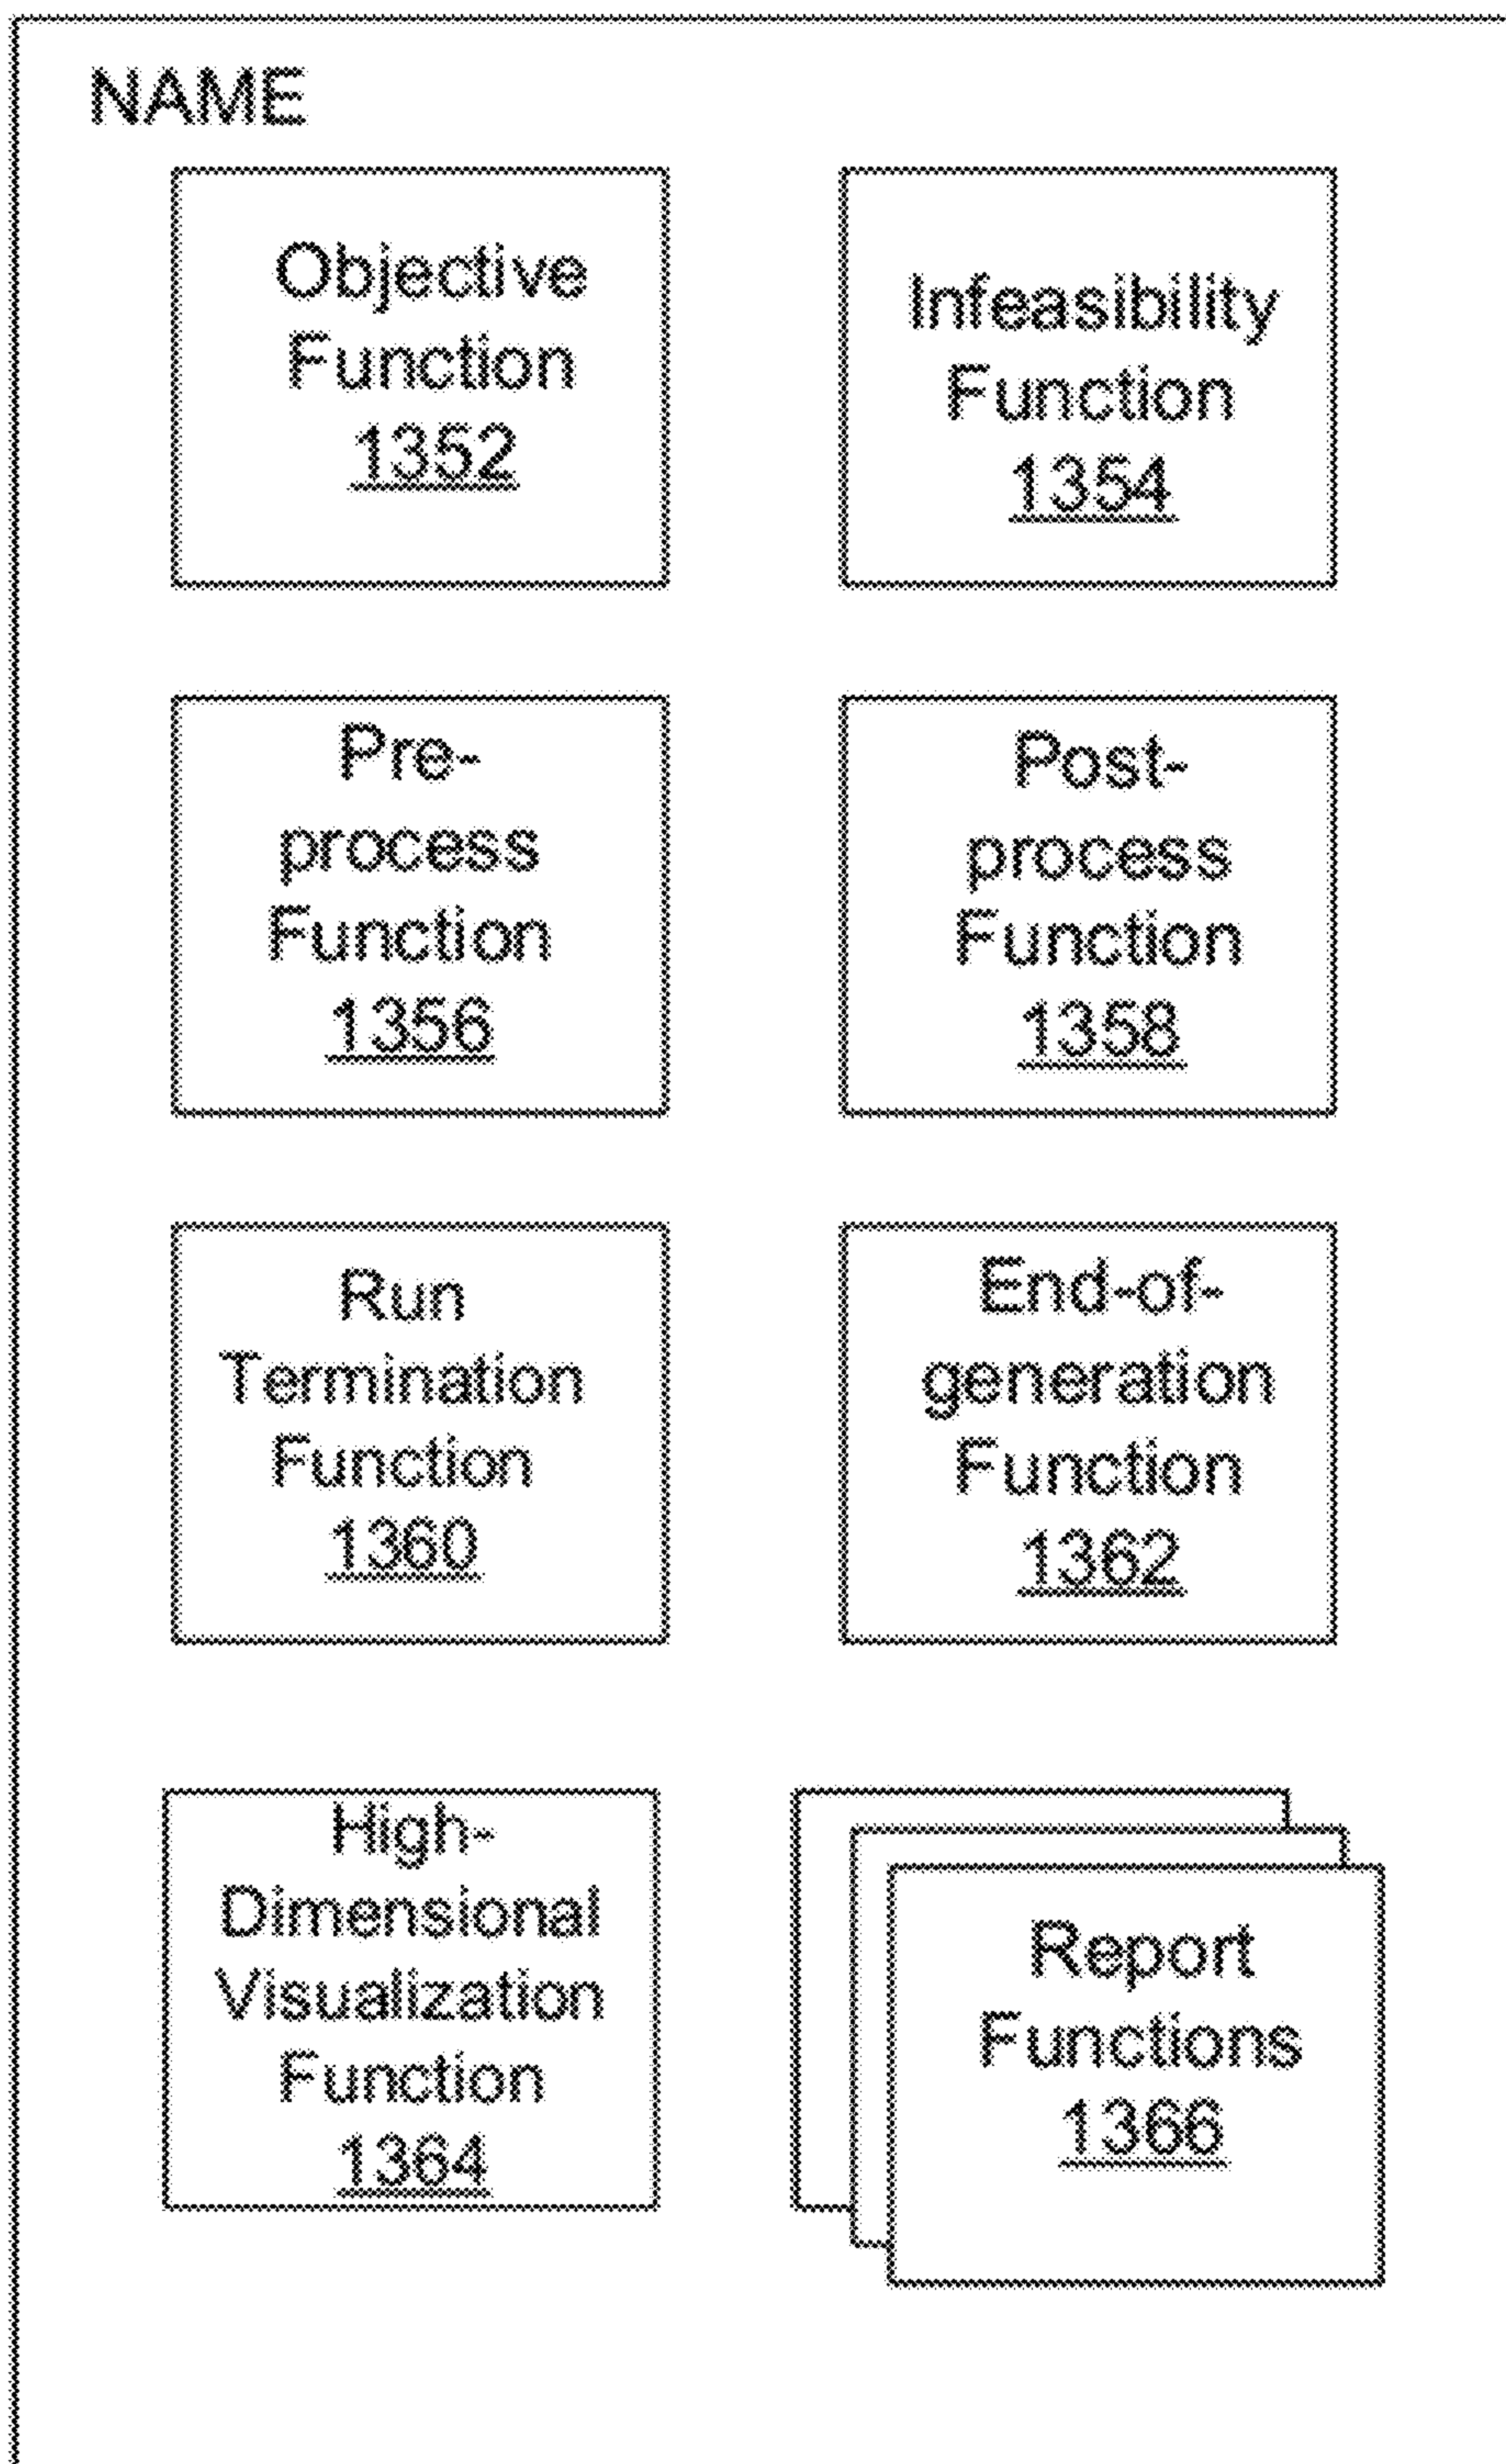 NAME
Objective
Function
1352
Infeasibility
Function
1354
Pre-
process
Function
1356
Post-
process
Function
1358
Run
Termination
Function
1360
End-of-
generation
Function
1362
High-
Dimensional
Visualization
Function
1364
Report
Functions
1366